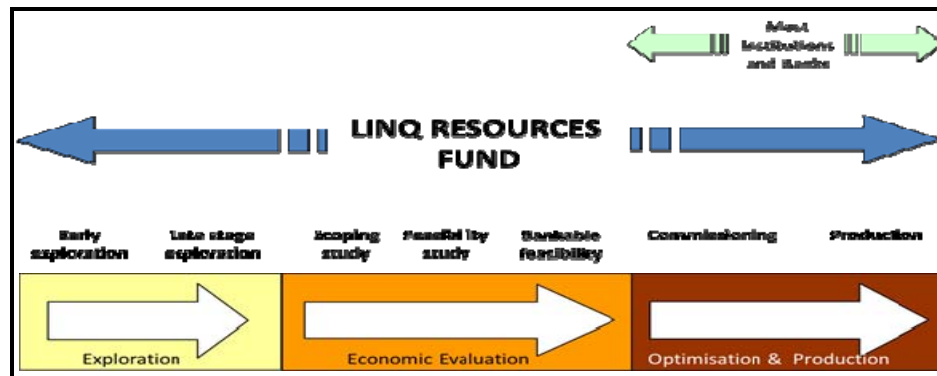 Most
Institutions
and Banks
LINQ RESOURCES
FUND
Early exploration
Late stage exploration
Scoping study
Feasibility study
Bankable feasibility
Commissioning
Production
Exploration
Economic Evaluation
Optimisation & Production